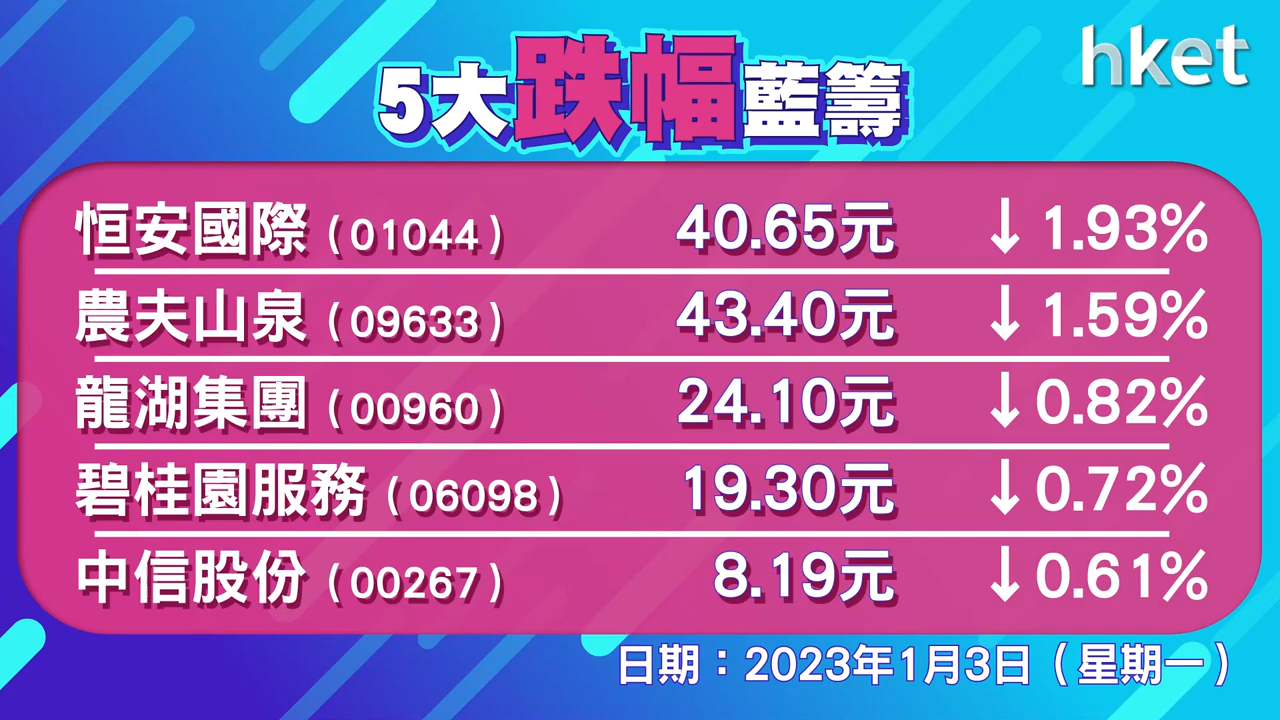 hket
5大跌幅藍籌
恒安國際（01044） 40.65元 ↓1.93%
農夫山泉（09633） 43.40元 ↓1.59%
龍湖集團（00960） 24.10元 ↓0.82%
碧桂園服務（06098） 19.30元 ↓0.72%
中信股份（00267） 8.19元 ↓0.61%
日期：2023年1月3日（星期一）